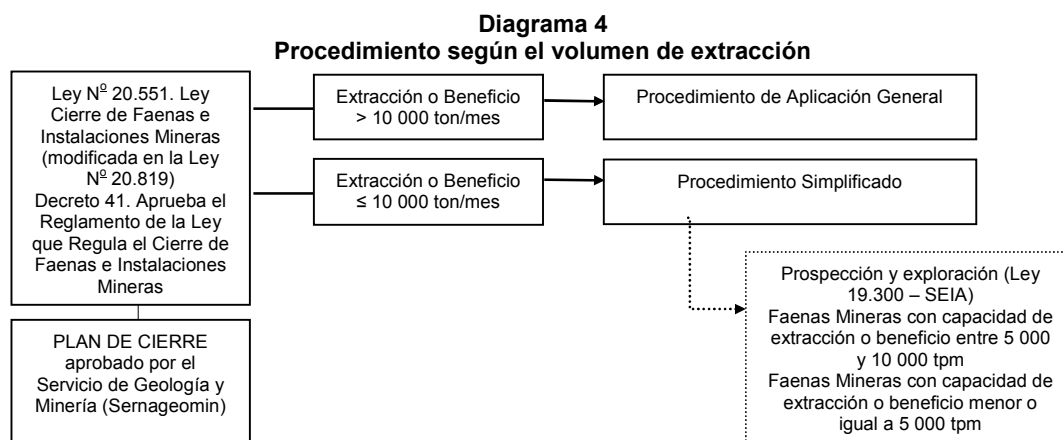 Diagrama 4
Procedimiento según el volumen de extracción
Ley Nº 20.551. Ley
Cierre de Faenas e
Instalaciones Mineras
(modificada en la Ley
Nº 20.819)
Decreto 41. Aprueba el
Reglamento de la Ley
que Regula el Cierre de
Faenas e Instalaciones
Mineras
Extracción o Beneficio
> 10 000 ton/mes
Procedimiento de Aplicación General
Extracción o Beneficio
≤ 10 000 ton/mes
Procedimiento Simplificado
Prospección y exploración (Ley
19.300 – SEIA)
Faenas Mineras con capacidad de
extracción o beneficio entre 5 000
y 10 000 tpm
Faenas Mineras con capacidad de
extracción o beneficio menor o
igual a 5 000 tpm
PLAN DE CIERRE
aprobado por el
Servicio de Geología y
Minería (Sernageomin)